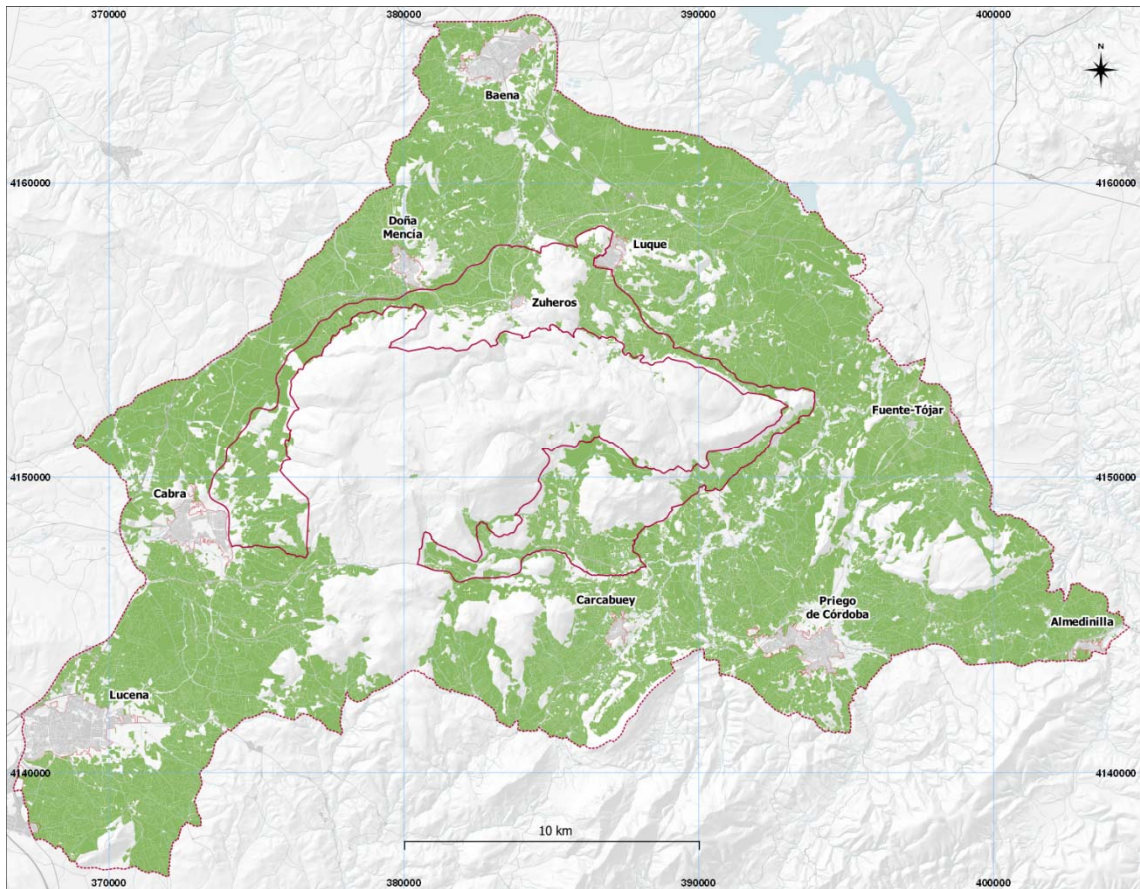 370000
380000
390000
400000
N
Baena
4160000
4160000
Doña
Mencía
Luque
Zuheros
Fuente-Tójar
4150000
4150000
Cabra
Carcabuey
Priego
de Córdoba
Almedinilla
Lucena
4140000
4140000
10 km
370000
380000
390000
400000